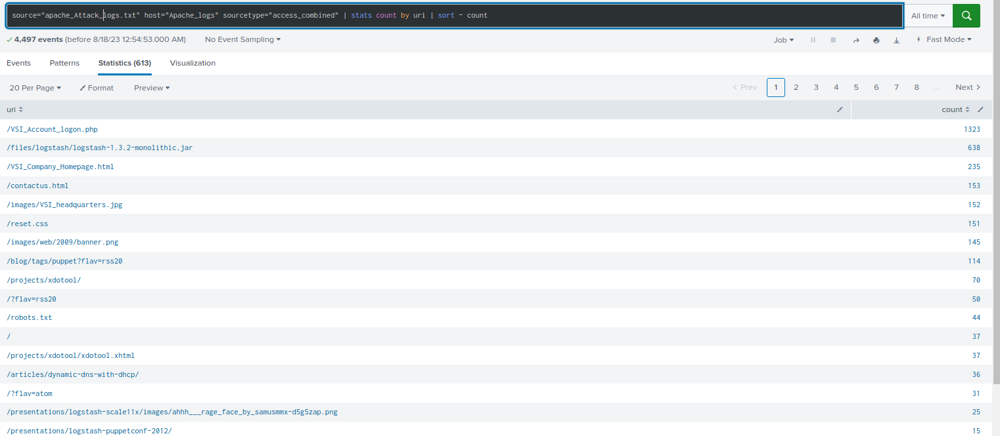 source="apache_Attack_logs.txt" host="Apache_logs" sourcetype="access_combined" | stats count by uri | sort - count
All time
4,497 events (before 8/18/23 12:54:53.000 AM)
No Event Sampling
Job
Fast Mode
Events Patterns Statistics (613) Visualization
20 Per Page Format Preview
Prev 1 2 3 4 5 6 7 8 ... Next
uri count
/VSI_Account_logon.php 1323
/files/logstash/logstash-1.3.2-monolithic.jar 638
/VSI_Company_Homepage.html 235
/contactus.html 153
/images/VSI_headquarters.jpg 152
/reset.css 151
/images/web/2009/banner.png 145
/blog/tags/puppet?flav=rss20 114
/projects/xdotool/ 70
/?flav=rss20 50
/robots.txt 44
/ 37
/projects/xdotool/xdotool.xhtml 37
/articles/dynamic-dns-with-dhcp/ 36
/?flav=atom 31
/presentations/logstash-scale11x/images/ahhh___rage_face_by_samusmmx-d5g5zap.png 25
/presentations/logstash-puppetconf-2012/ 15